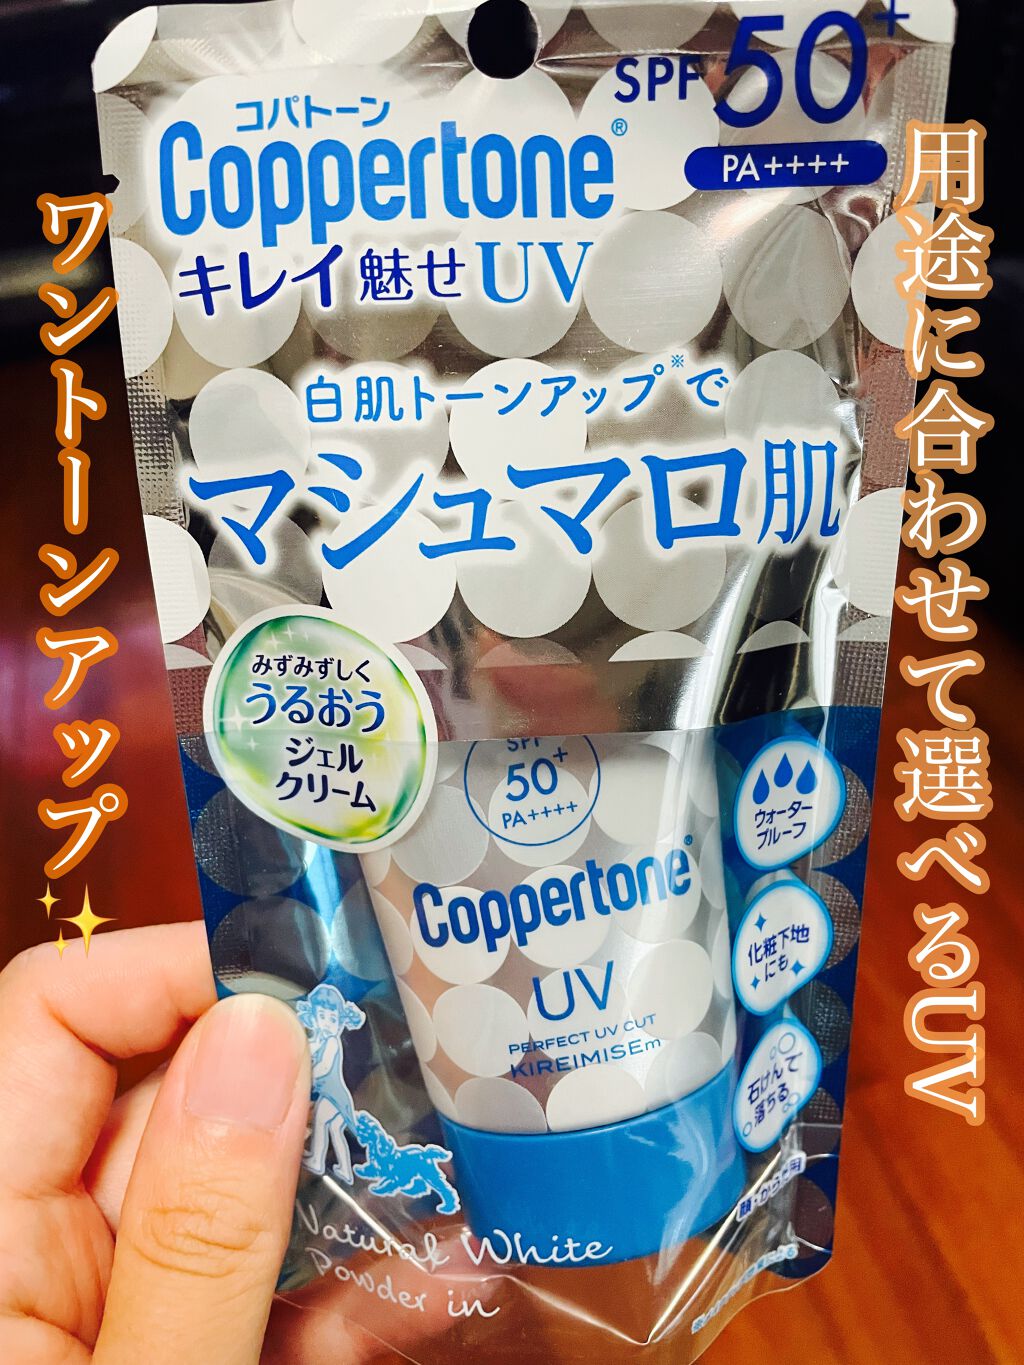 SPF 50+
PA++++
コパトーン
Coppertone®
キレイ魅せUV
用途に合わせて選べるUV
ワントーンアップ✨
白肌トーンアップ※で
マシュマロ肌
みずみずしく
うるおう
ジェル
クリーム
SPF
50+
PA++++
Coppertone®
UV
PERFECT UV CUT
KIREIMISEm
ウォーター
プルーフ
化粧下地
にも
石けんで
落ちる
顔・からだ用
Natural White
Powder in